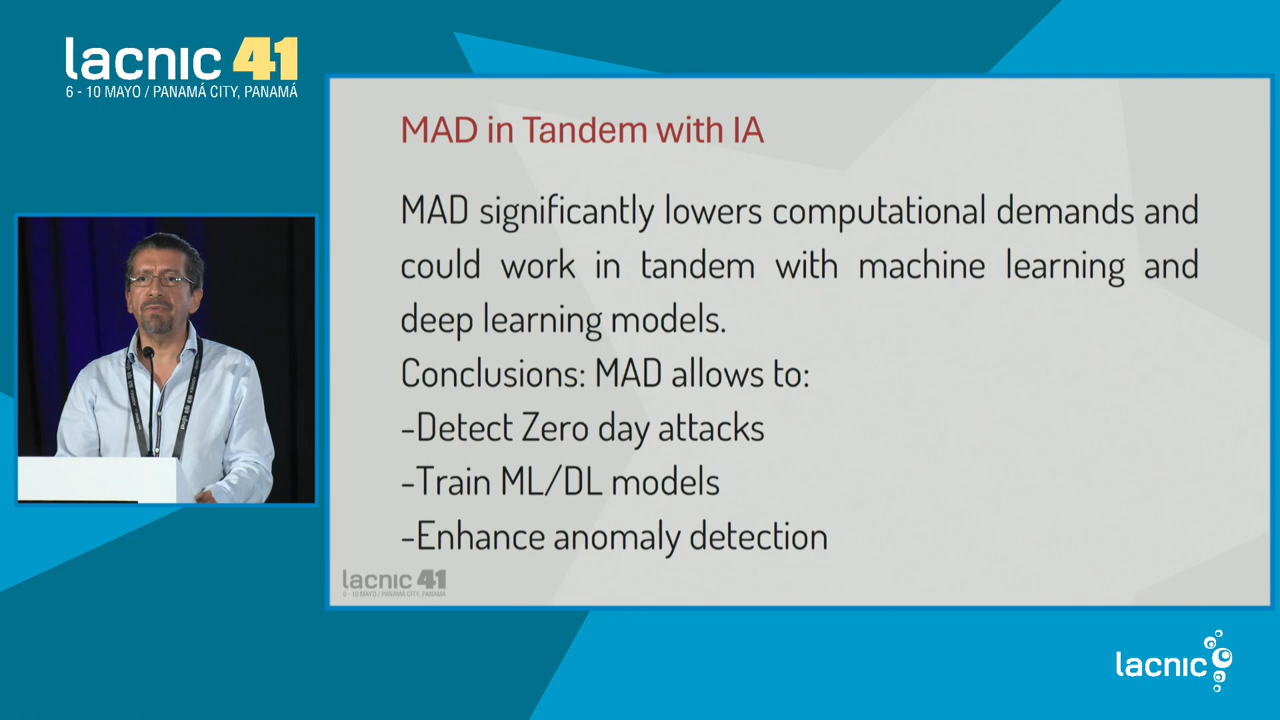 lacnic 41
6 - 10 MAYO / PANAMÁ CITY, PANAMÁ
MAD in Tandem with IA
MAD significantly lowers computational demands and
could work in tandem with machine learning and
deep learning models.
Conclusions: MAD allows to:
-Detect Zero day attacks
-Train ML/DL models
-Enhance anomaly detection
lacnic 41
6 - 10 MAYO / PANAMÁ CITY, PANAMÁ
lacnic